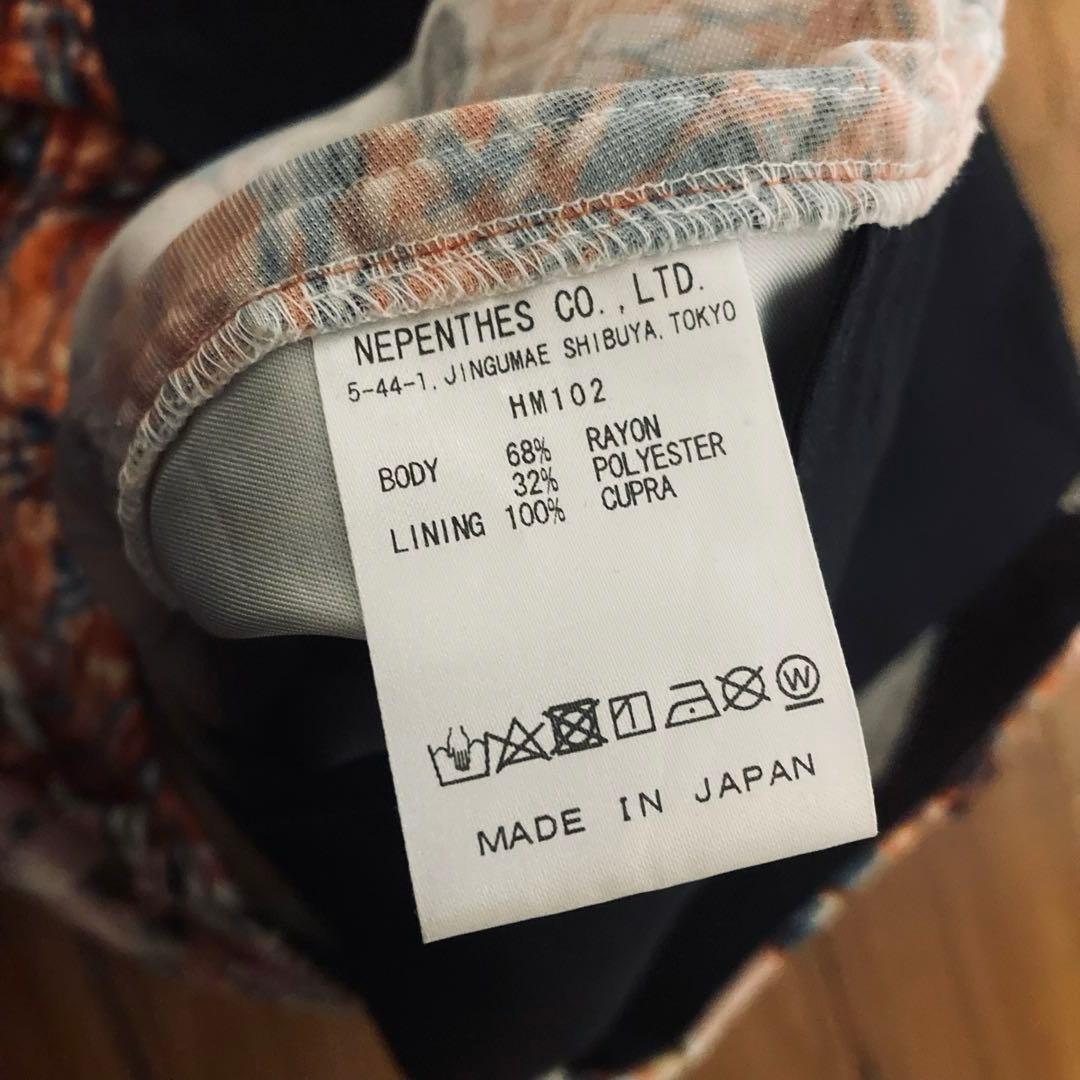 NEPENTHES CO.,LTD.
5-44-1, JINGUMAE SHIBUYA, TOKYO
HM102
BODY 68% RAYON
32% POLYESTER
LINING 100% CUPRA
W
MADE IN JAPAN